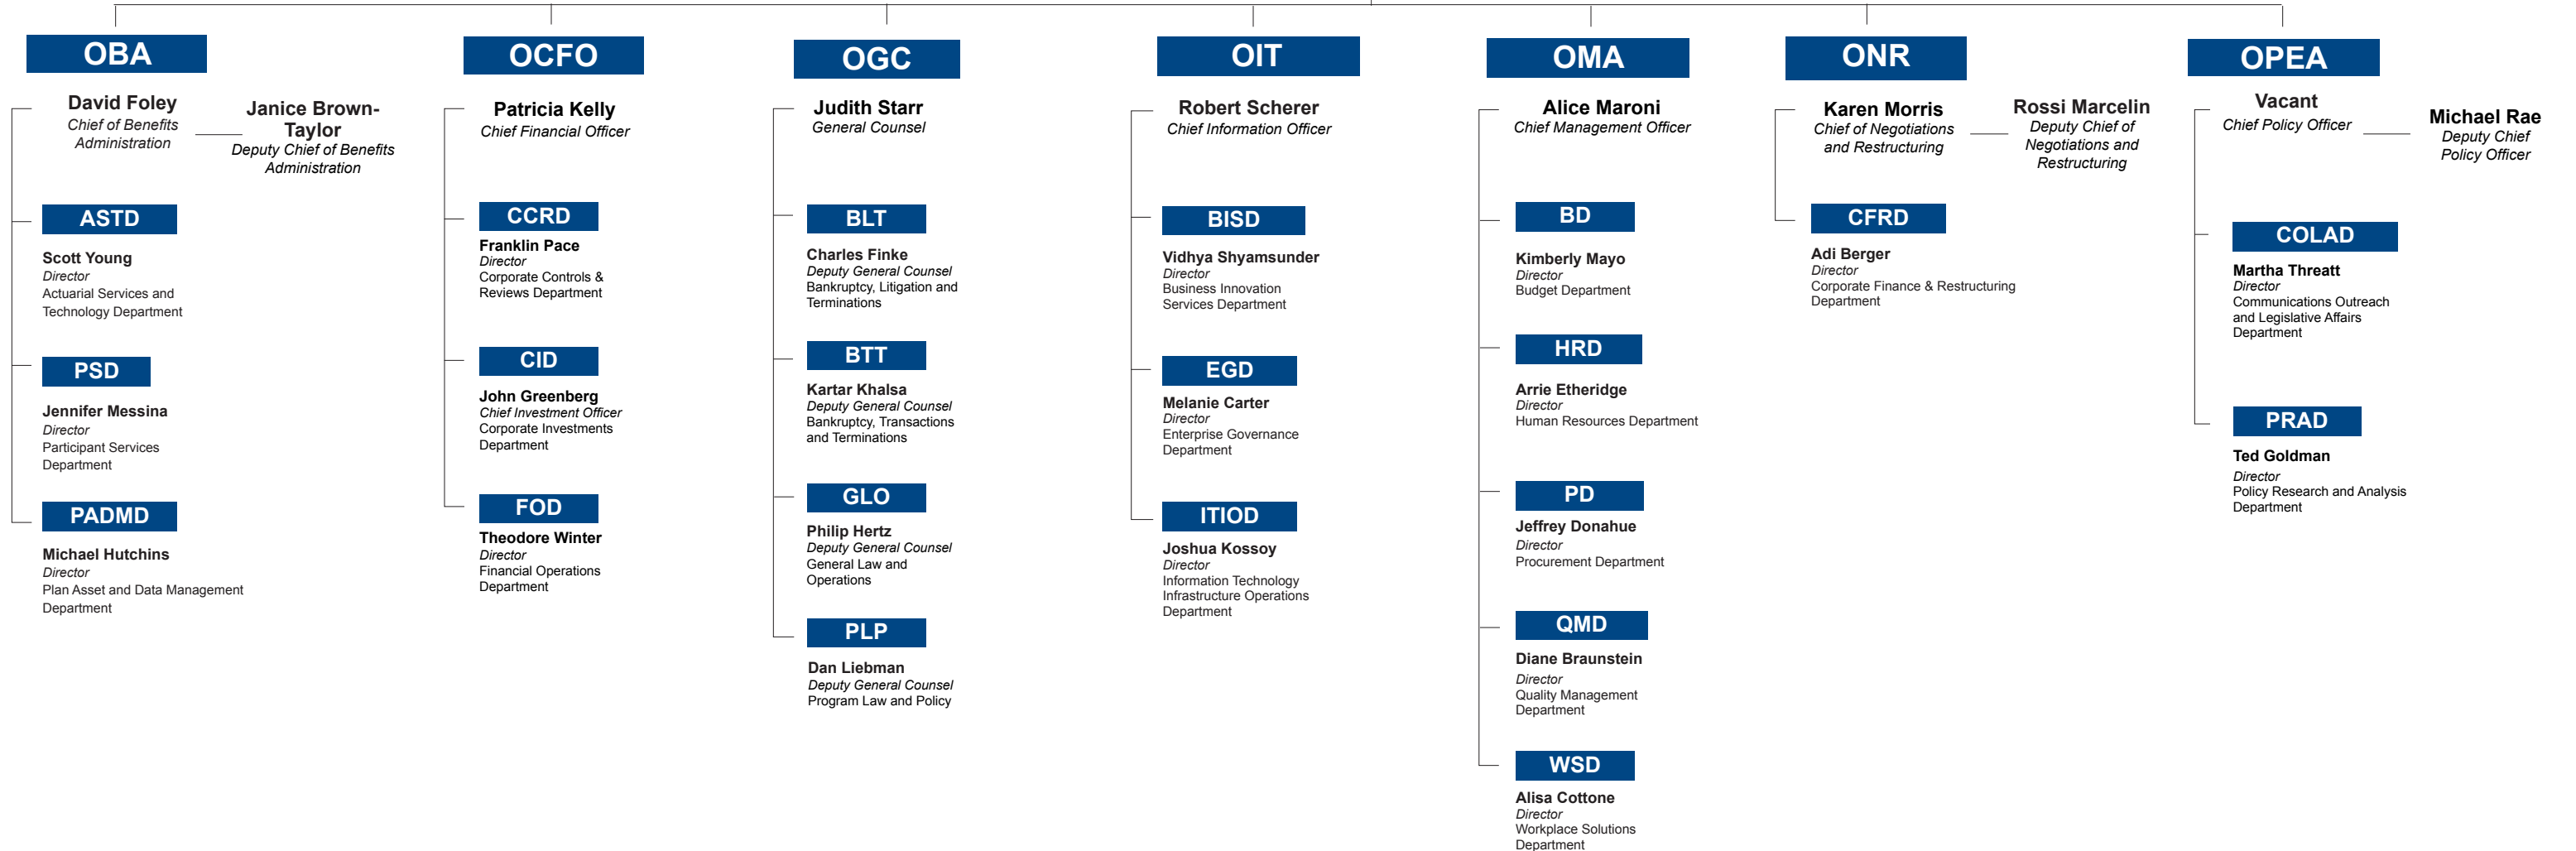 OBA
David Foley
Chief of Benefits
Administration
Janice Brown-
Taylor
Deputy Chief of Benefits
Administration
ASTD
Scott Young
Director
Actuarial Services and
Technology Department
PSD
Jennifer Messina
Director
Participant Services
Department
PADMD
Michael Hutchins
Director
Plan Asset and Data Management
Department
OCFO
Patricia Kelly
Chief Financial Officer
CCRD
Franklin Pace
Director
Corporate Controls &
Reviews Department
CID
John Greenberg
Chief Investment Officer
Corporate Investments
Department
FOD
Theodore Winter
Director
Financial Operations
Department
OGC
Judith Starr
General Counsel
BLT
Charles Finke
Deputy General Counsel
Bankruptcy, Litigation and
Terminations
BTT
Kartar Khalsa
Deputy General Counsel
Bankruptcy, Transactions
and Terminations
GLO
Philip Hertz
Deputy General Counsel
General Law and
Operations
PLP
Dan Liebman
Deputy General Counsel
Program Law and Policy
OIT
Robert Scherer
Chief Information Officer
BISD
Vidhya Shyamsunder
Director
Business Innovation
Services Department
EGD
Melanie Carter
Director
Enterprise Governance
Department
ITIOD
Joshua Kossoy
Director
Information Technology
Infrastructure Operations
Department
OMA
Alice Maroni
Chief Management Officer
BD
Kimberly Mayo
Director
Budget Department
HRD
Arrie Etheridge
Director
Human Resources Department
PD
Jeffrey Donahue
Director
Procurement Department
QMD
Diane Braunstein
Director
Quality Management
Department
WSD
Alisa Cottone
Director
Workplace Solutions
Department
ONR
Karen Morris
Chief of Negotiations
and Restructuring
Rossi Marcelin
Deputy Chief of
Negotiations and
Restructuring
CFRD
Adi Berger
Director
Corporate Finance & Restructuring
Department
OPEA
Vacant
Chief Policy Officer
Michael Rae
Deputy Chief
Policy Officer
COLAD
Martha Threatt
Director
Communications Outreach
and Legislative Affairs
Department
PRAD
Ted Goldman
Director
Policy Research and Analysis
Department